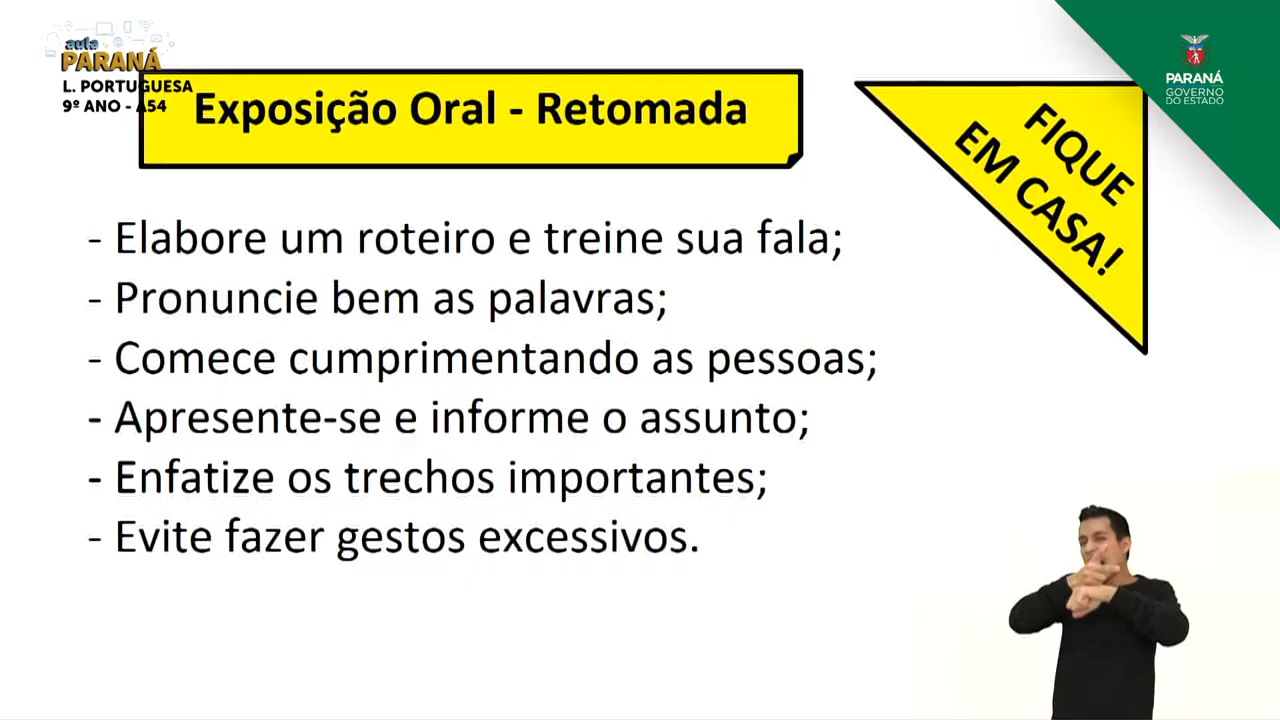 aula
PARANÁ
L. PORTUGUESA
9º ANO - A54
Exposição Oral - Retomada
FIQUE
EM CASA!
PARANÁ
GOVERNO
DO ESTADO
- Elabore um roteiro e treine sua fala;
- Pronuncie bem as palavras;
- Comece cumprimentando as pessoas;
- Apresente-se e informe o assunto;
- Enfatize os trechos importantes;
- Evite fazer gestos excessivos.